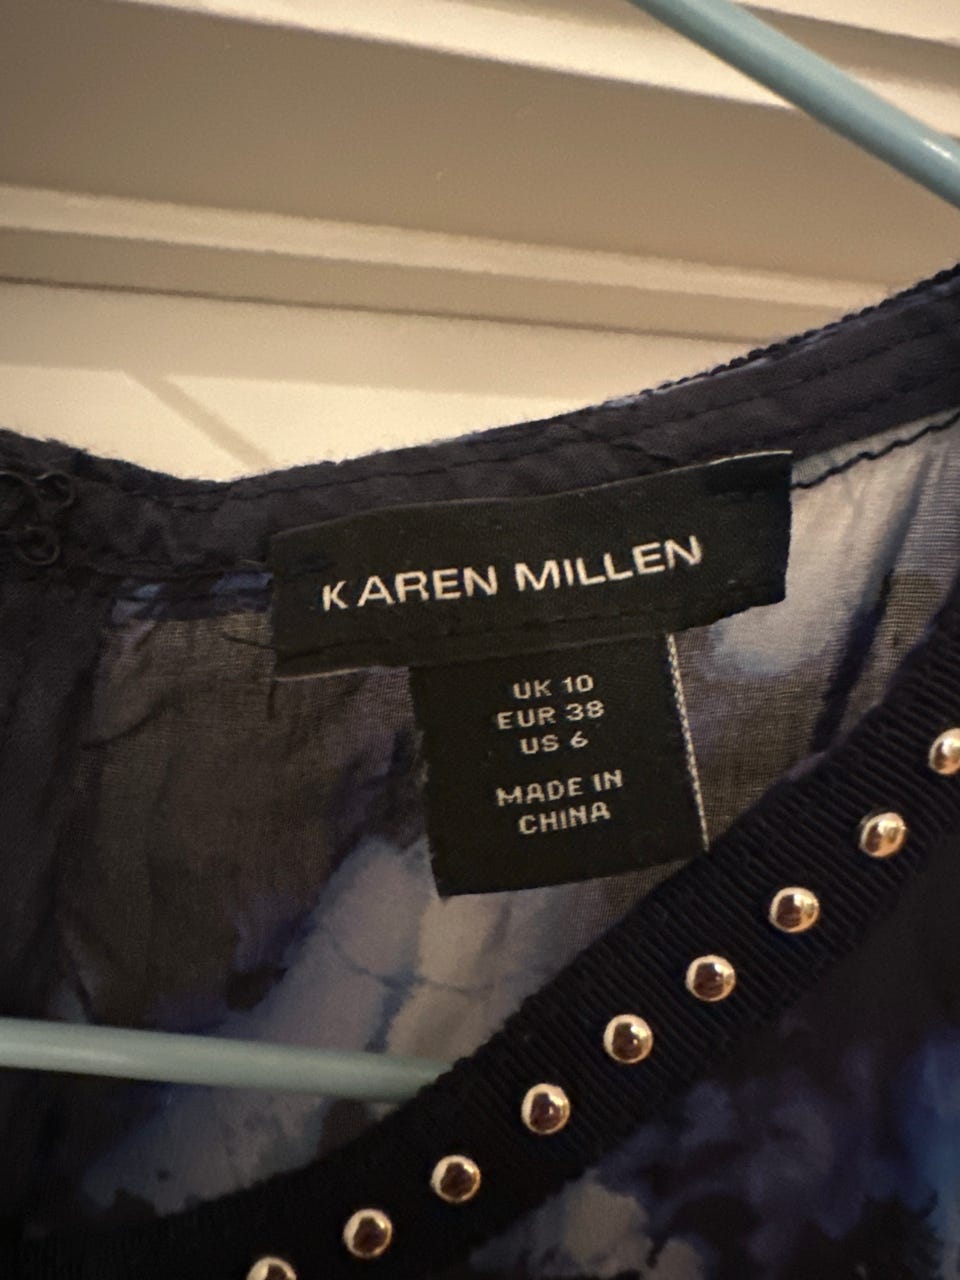 KAREN MILLEN
UK 10
EUR 38
US 6
MADE IN
CHINA